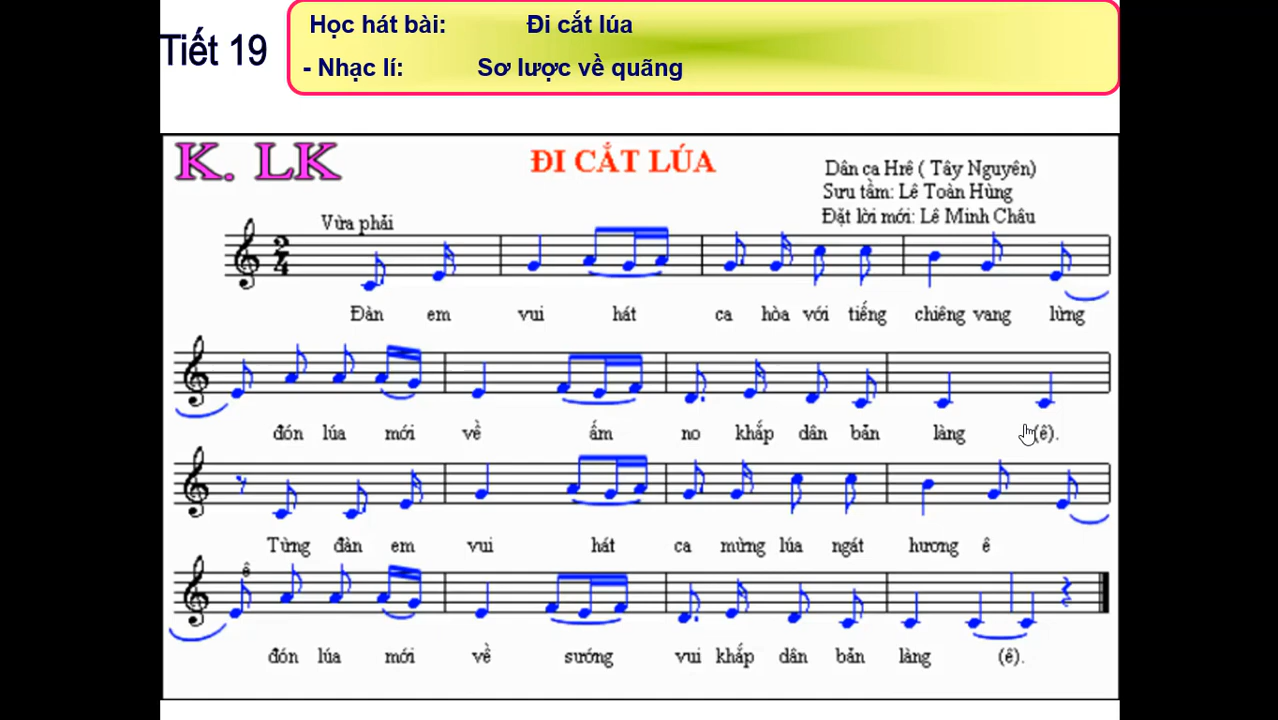 Tiết 19
Học hát bài: Đi cắt lúa
- Nhạc lí: Sơ lược về quãng
K. LK
ĐI CẮT LÚA
Dân ca Hrê ( Tây Nguyên)
Sưu tầm: Lê Toàn Hùng
Đặt lời mới: Lê Minh Châu
Vừa phải
2
4
Đàn em vui hát ca hòa với tiếng chiêng vang lừng
đón lúa mới về ấm no khắp dân bản làng (ê).
Từng đàn em vui hát ca mừng lúa ngát hương ê
ê
đón lúa mới về sướng vui khắp dân bản làng (ê).